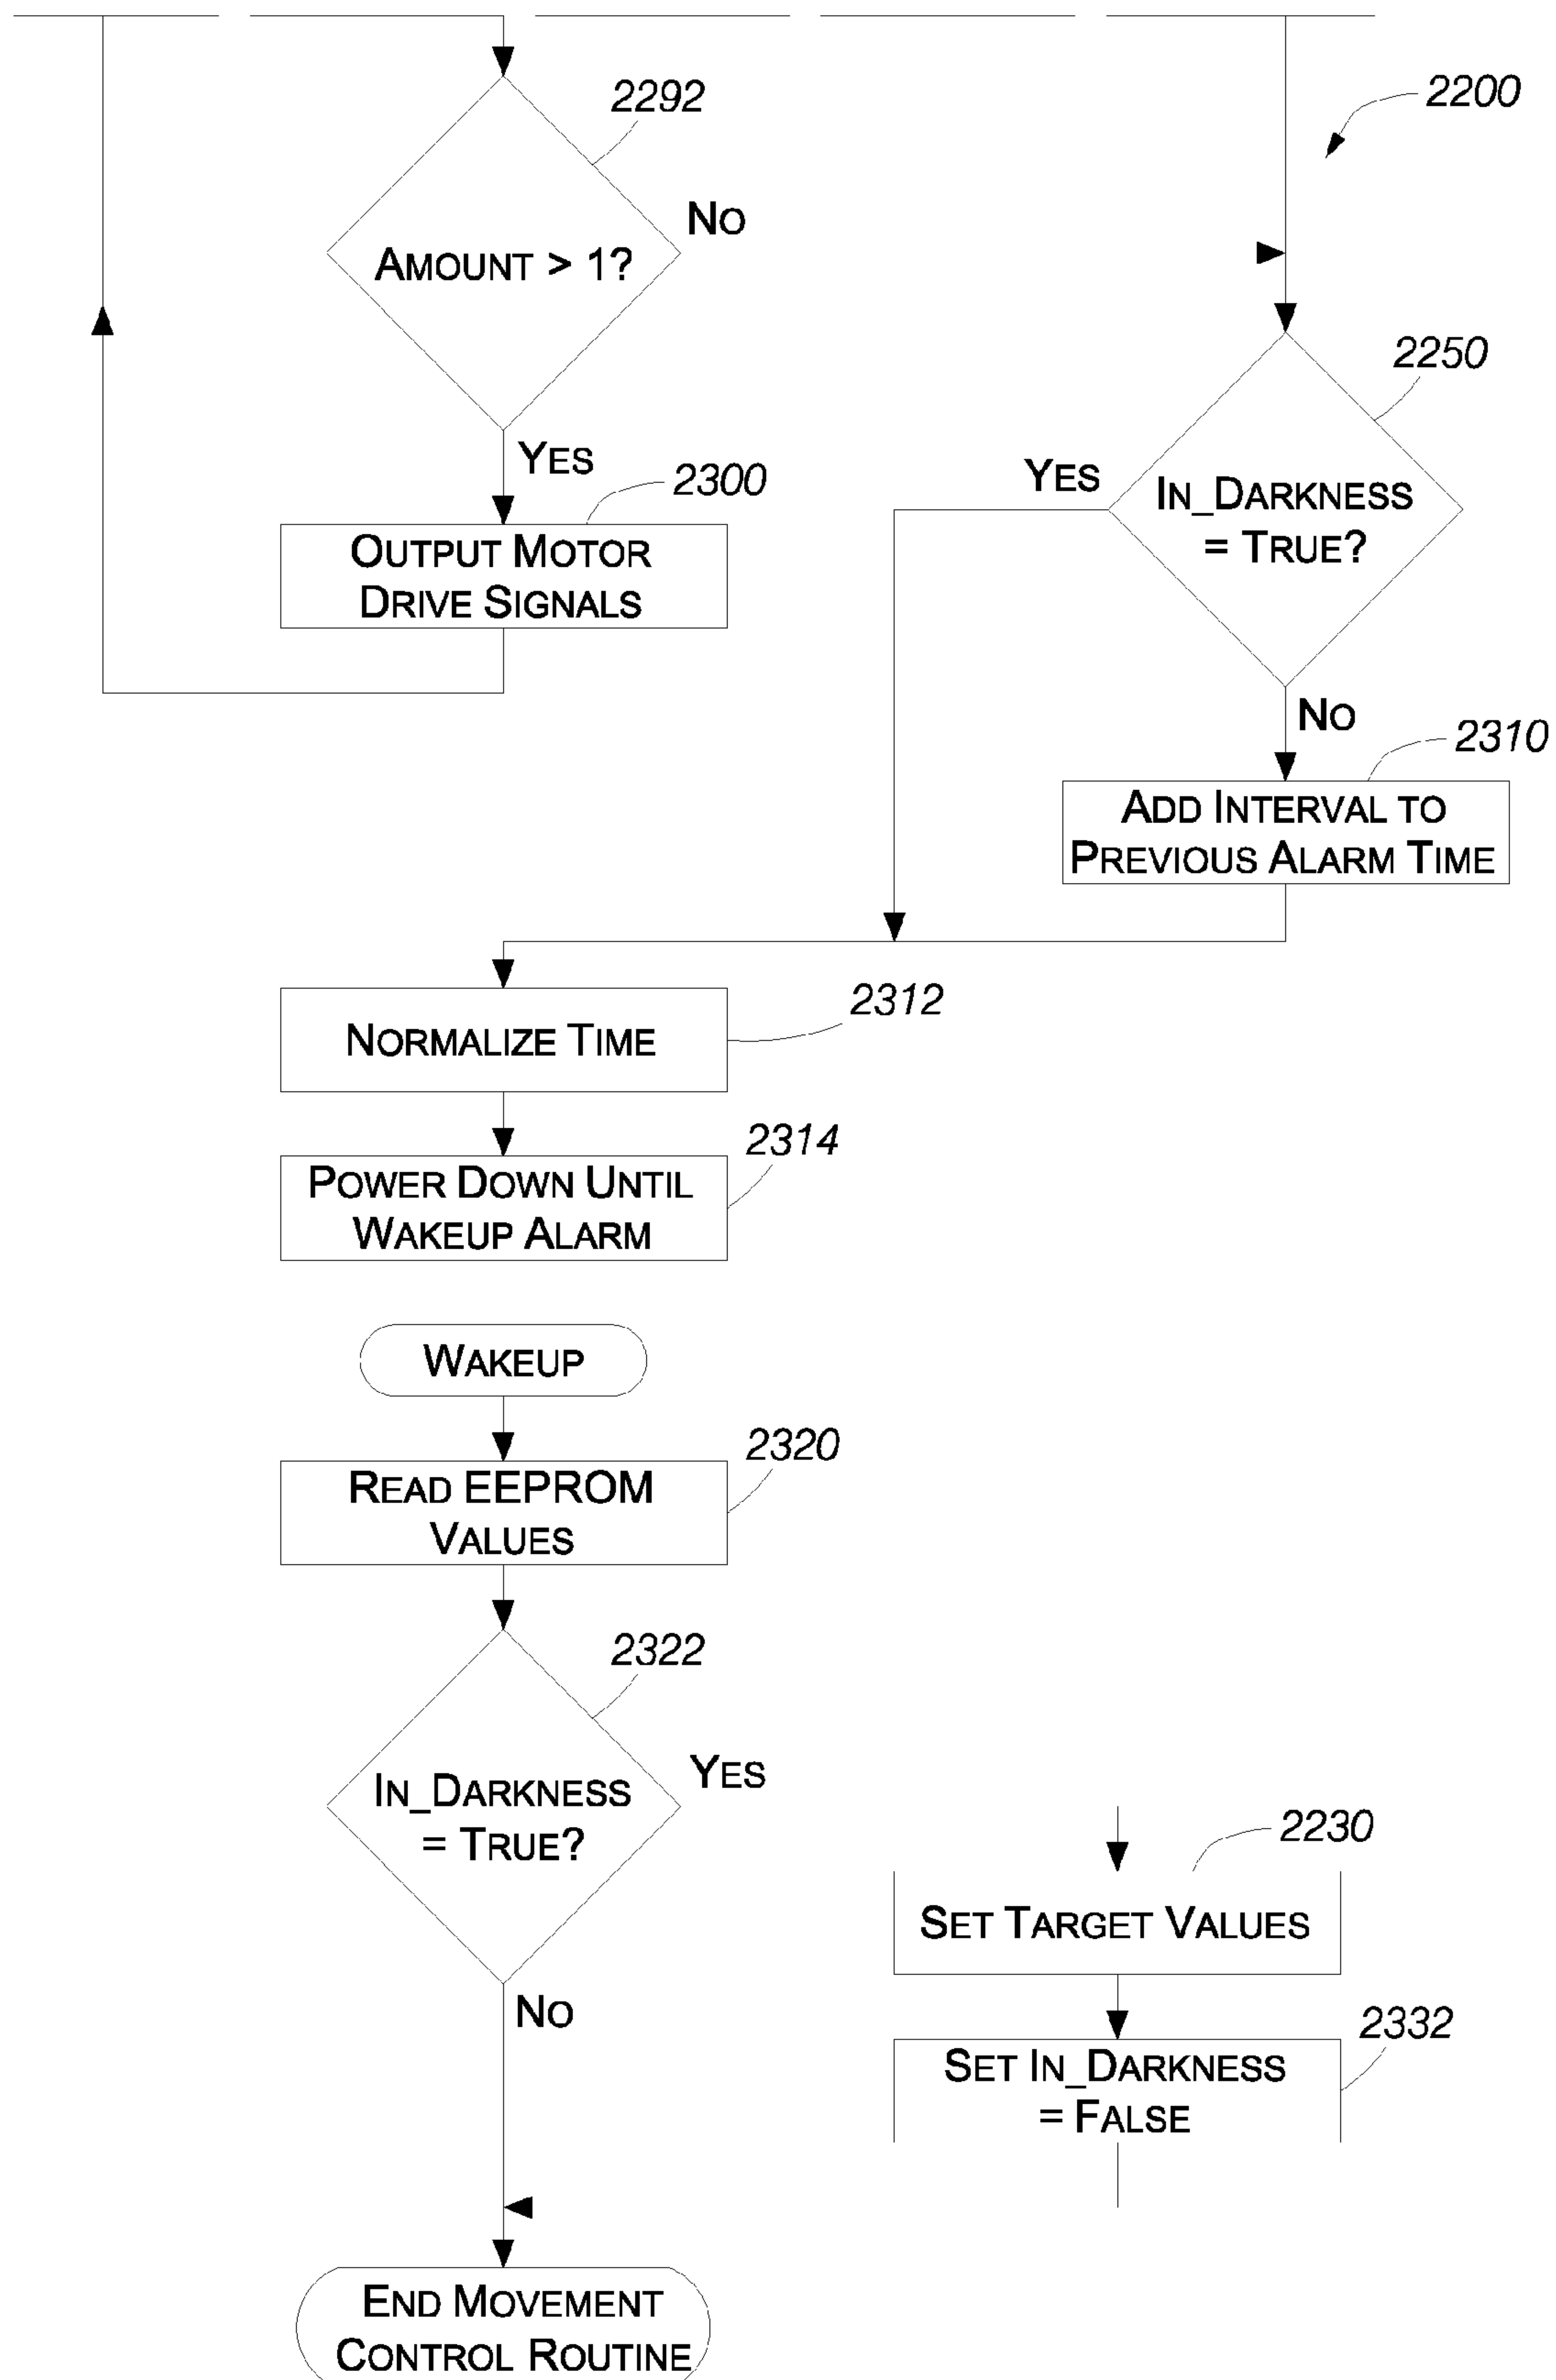 2292
2200
No
Amount > 1?
2250
Yes
2300
Yes
In_Darkness
= True?
Output Motor
Drive Signals
No
2310
Add Interval to
Previous Alarm Time
2312
Normalize Time
2314
Power Down Until
Wakeup Alarm
Wakeup
2320
Read EEPROM
Values
2322
Yes
In_Darkness
= True?
2230
Set Target Values
No
2332
Set In_Darkness
= False
End Movement
Control Routine